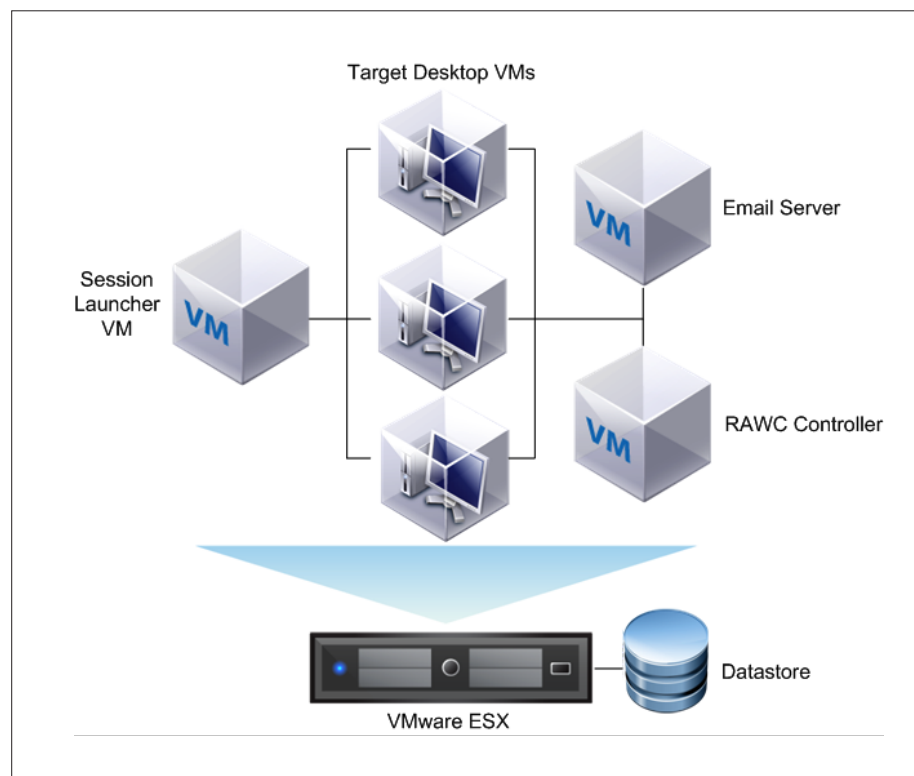 Target Desktop VMs
VM
Email Server
Session
Launcher
VM
VM
VM
RAWC Controller
Datastore
VMware ESX